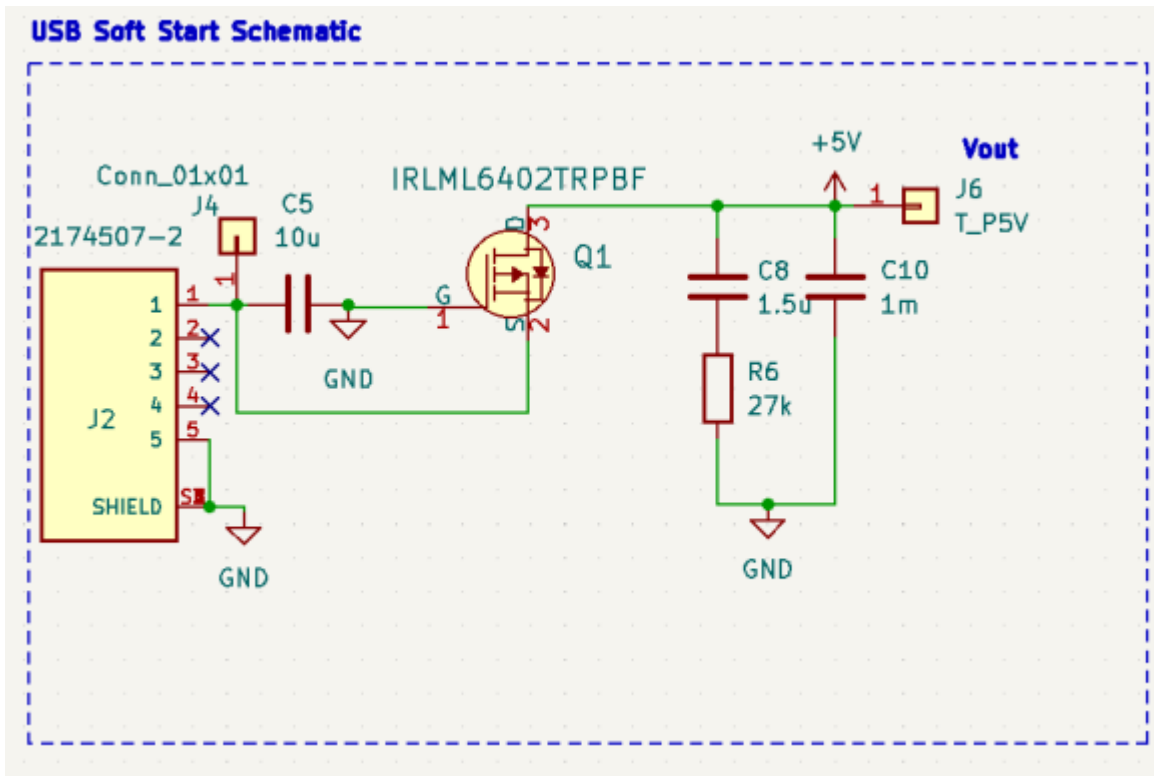 USB Soft Start Schematic
+5V
Vout
Conn_01x01
IRLML6402TRPBF
J4
C5
1
J6
2174507-2
10u
D
3
T_P5V
1
Q1
1
1
G
1
C8
C10
2
2
S
2
1.5u
1m
3
3
GND
R6
4
4
27k
J2
5
5
SHIELD
GND
GND